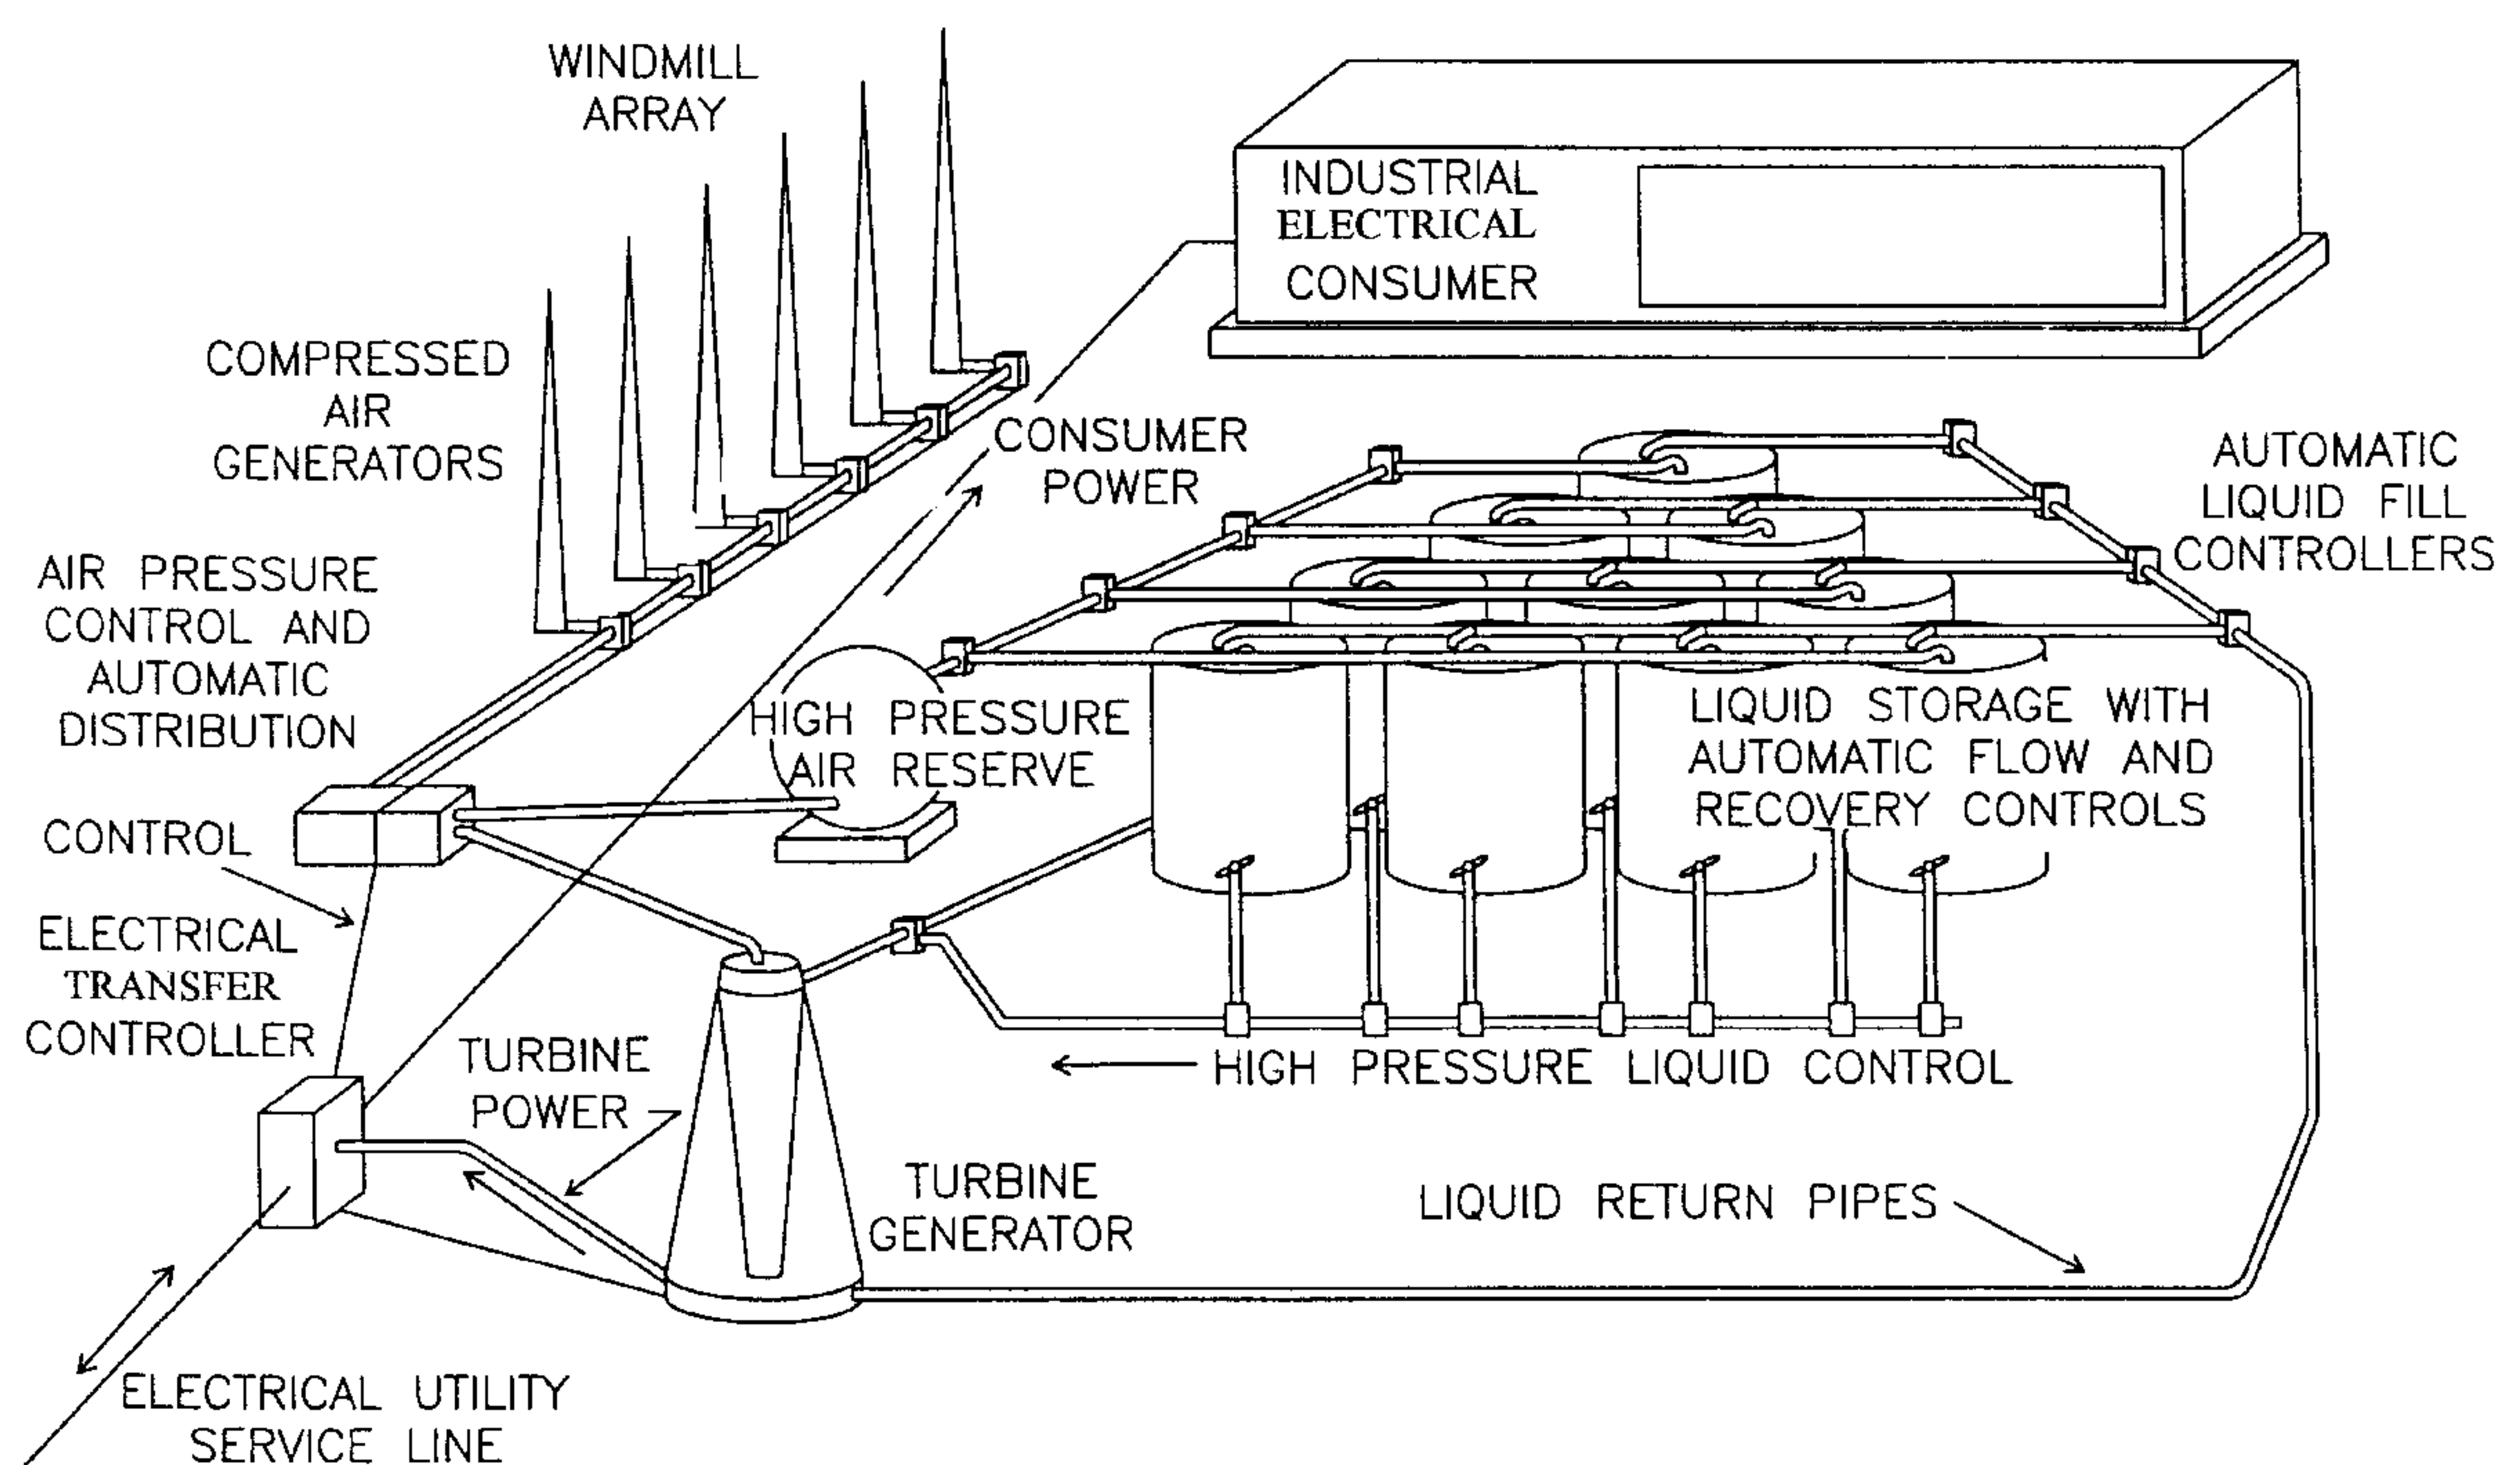 WINDMILL
ARRAY
INDUSTRIAL
ELECTRICAL
CONSUMER
COMPRESSED
AIR
GENERATORS
CONSUMER
POWER
AUTOMATIC
LIQUID FILL
CONTROLLERS
AIR PRESSURE
CONTROL AND
AUTOMATIC
DISTRIBUTION
HIGH PRESSURE
AIR RESERVE
LIQUID STORAGE WITH
AUTOMATIC FLOW AND
RECOVERY CONTROLS
CONTROL
ELECTRICAL
TRANSFER
CONTROLLER
TURBINE
POWER
HIGH PRESSURE LIQUID CONTROL
TURBINE
GENERATOR
LIQUID RETURN PIPES
ELECTRICAL UTILITY
SERVICE LINE